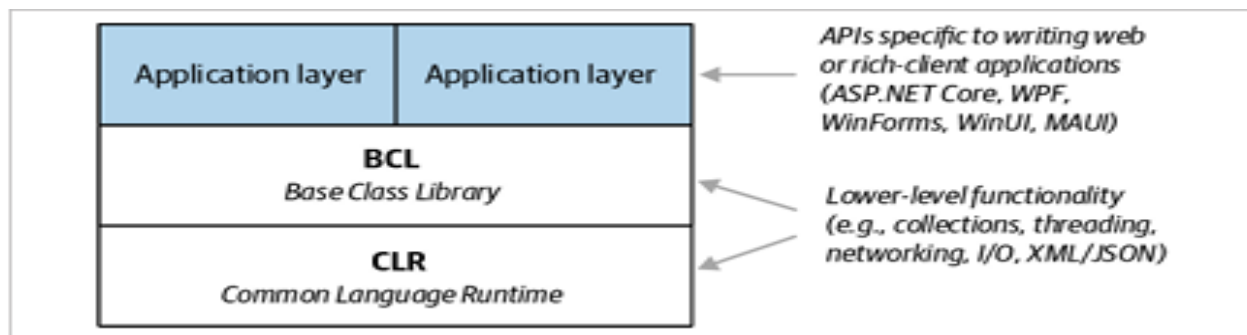 Application layer
Application layer
APIs specific to writing web
or rich-client applications
(ASP.NET Core, WPF,
WinForms, WinUI, MAUI)
BCL
Base Class Library
Lower-level functionality
(e.g., collections, threading,
networking, I/O, XML/JSON)
CLR
Common Language Runtime